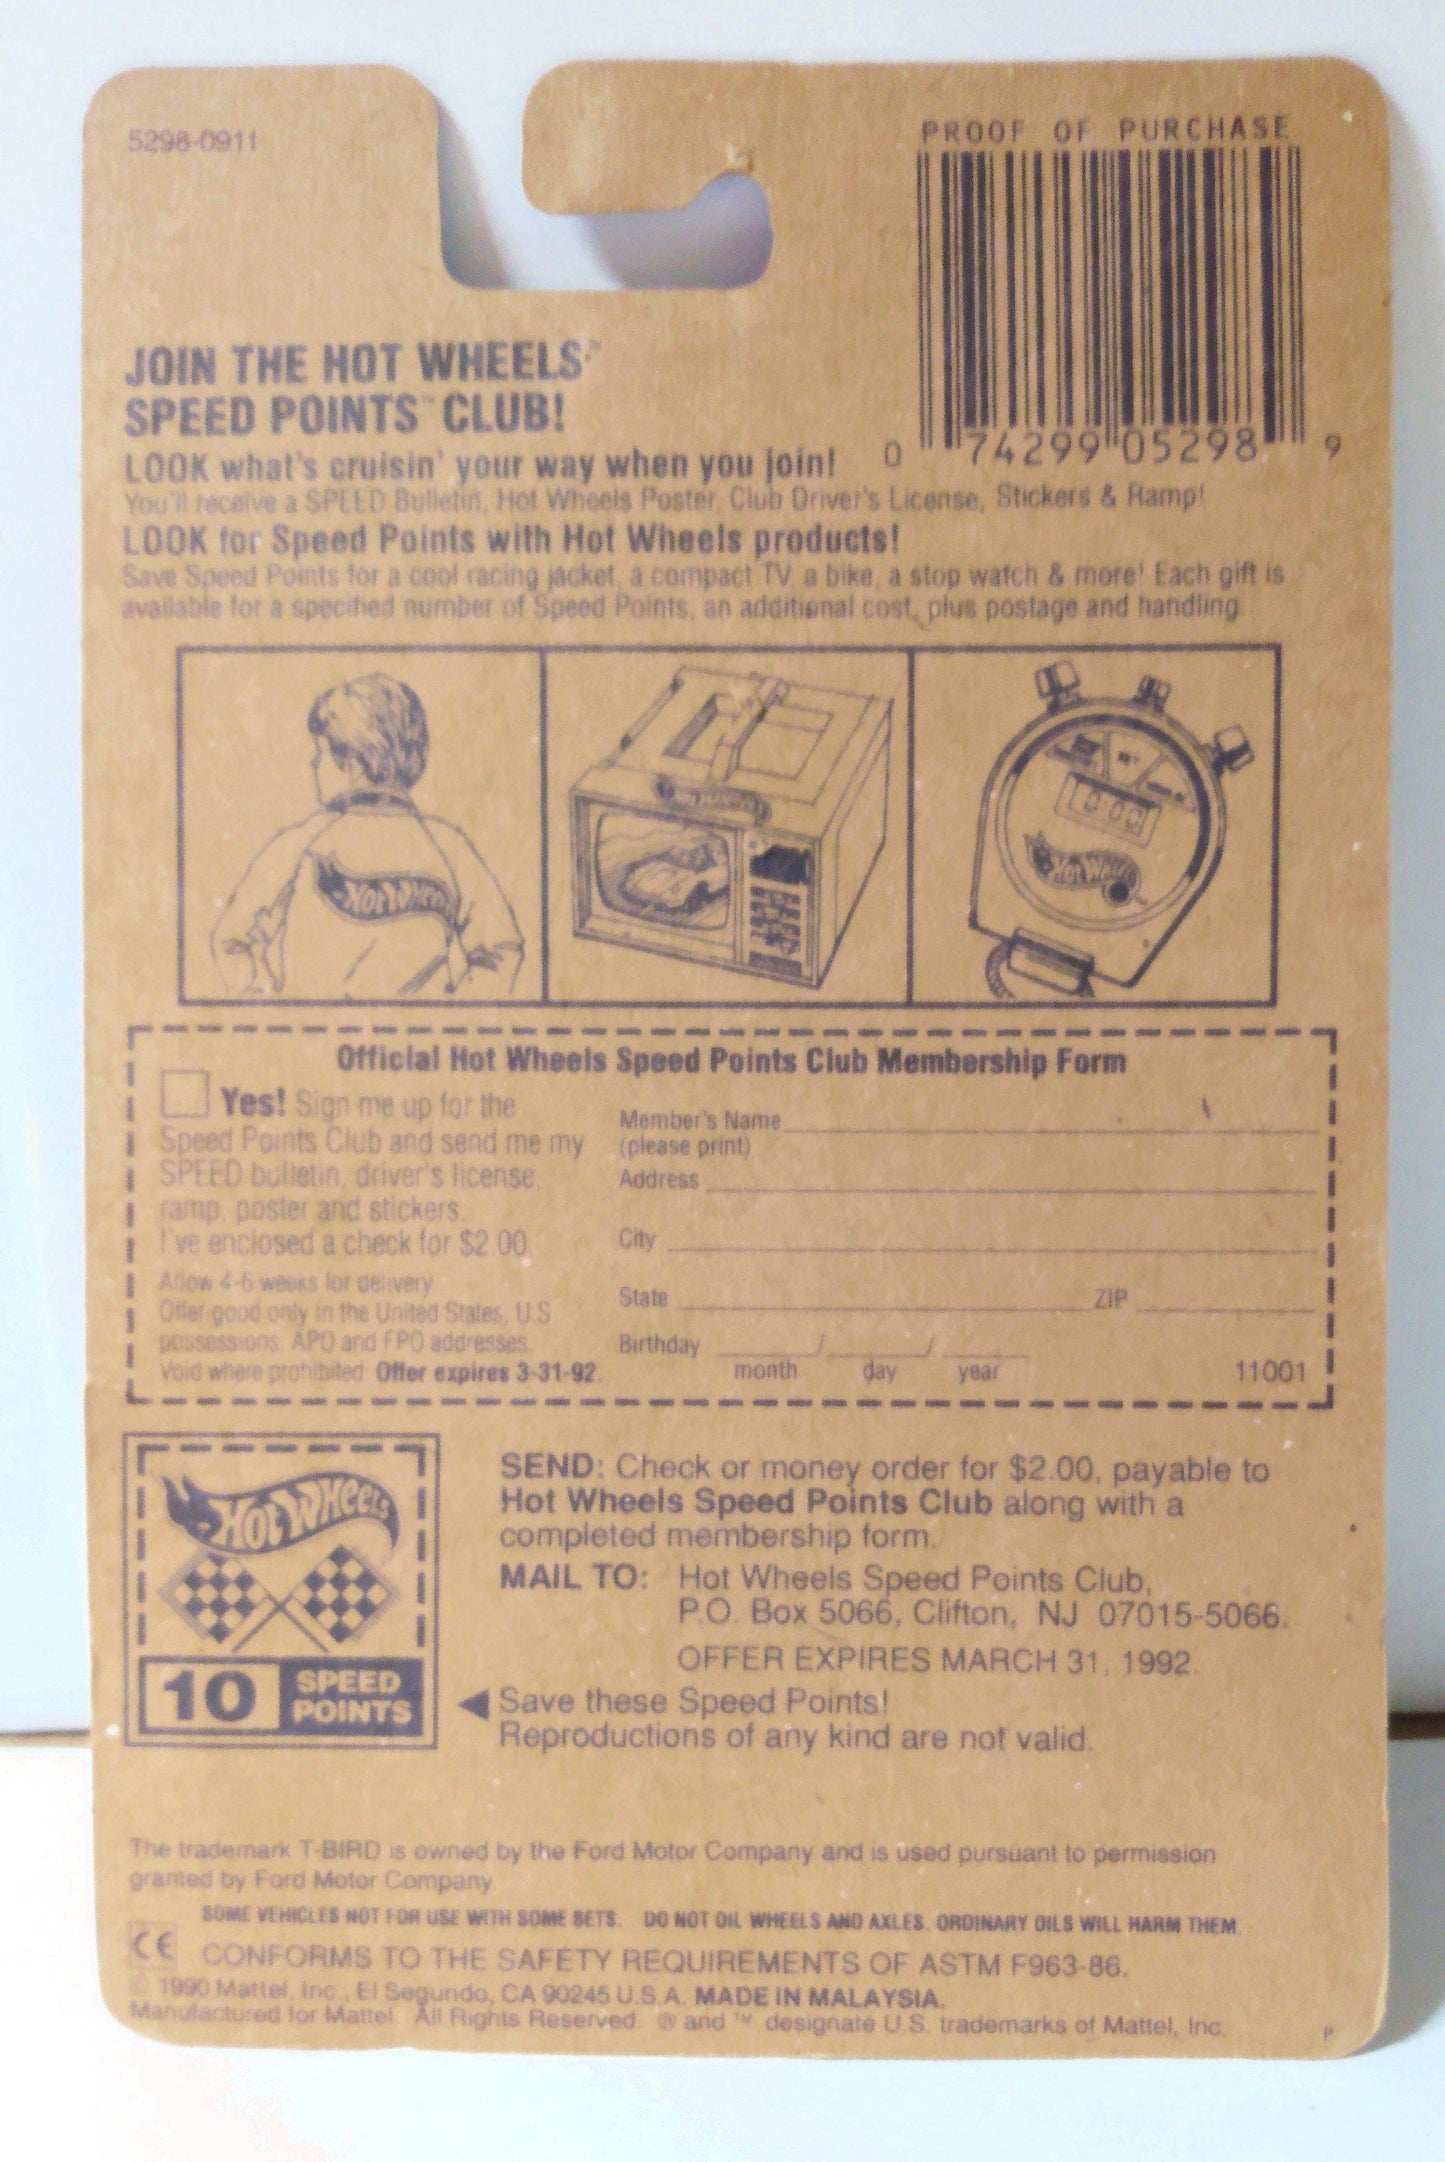 5298-0911
PROOF OF PURCHASE
0 74299 05298 9
JOIN THE HOT WHEELS™
SPEED POINTS™ CLUB!
LOOK what's cruisin' your way when you join!
You'll receive a SPEED Bulletin, Hot Wheels Poster, Club Driver's License, Stickers & Ramp!
LOOK for Speed Points with Hot Wheels products!
Save Speed Points for a cool racing jacket, a compact TV, a bike, a stop watch & more! Each gift is
available for a specified number of Speed Points, an additional cost, plus postage and handling.
HOT WHEELS
0:00
HOT WHEELS
Official Hot Wheels Speed Points Club Membership Form
Yes! Sign me up for the
Speed Points Club and send me my
SPEED bulletin, driver's license,
ramp, poster and stickers.
I've enclosed a check for $2.00
Allow 4-6 weeks for delivery
Offer good only in the United States, U.S.
possessions, APO and FPO addresses.
Void where prohibited. Offer expires 3-31-92.
Member's Name
(please print)
Address
City
State ZIP
Birthday / /
month day year
11001
HOT WHEELS
10 SPEED
POINTS
SEND: Check or money order for $2.00, payable to
Hot Wheels Speed Points Club along with a
completed membership form.
MAIL TO: Hot Wheels Speed Points Club,
P.O. Box 5066, Clifton, NJ 07015-5066.
OFFER EXPIRES MARCH 31, 1992.
◀ Save these Speed Points!
Reproductions of any kind are not valid.
The trademark T-BIRD is owned by the Ford Motor Company and is used pursuant to permission
granted by Ford Motor Company
SOME VEHICLES NOT FOR USE WITH SOME SETS. DO NOT OIL WHEELS AND AXLES. ORDINARY OILS WILL HARM THEM.
CE CONFORMS TO THE SAFETY REQUIREMENTS OF ASTM F963-86.
© 1990 Mattel, Inc., El Segundo, CA 90245 U.S.A. MADE IN MALAYSIA.
Manufactured for Mattel. All Rights Reserved. ® and ™ designate U.S. trademarks of Mattel, Inc.
P